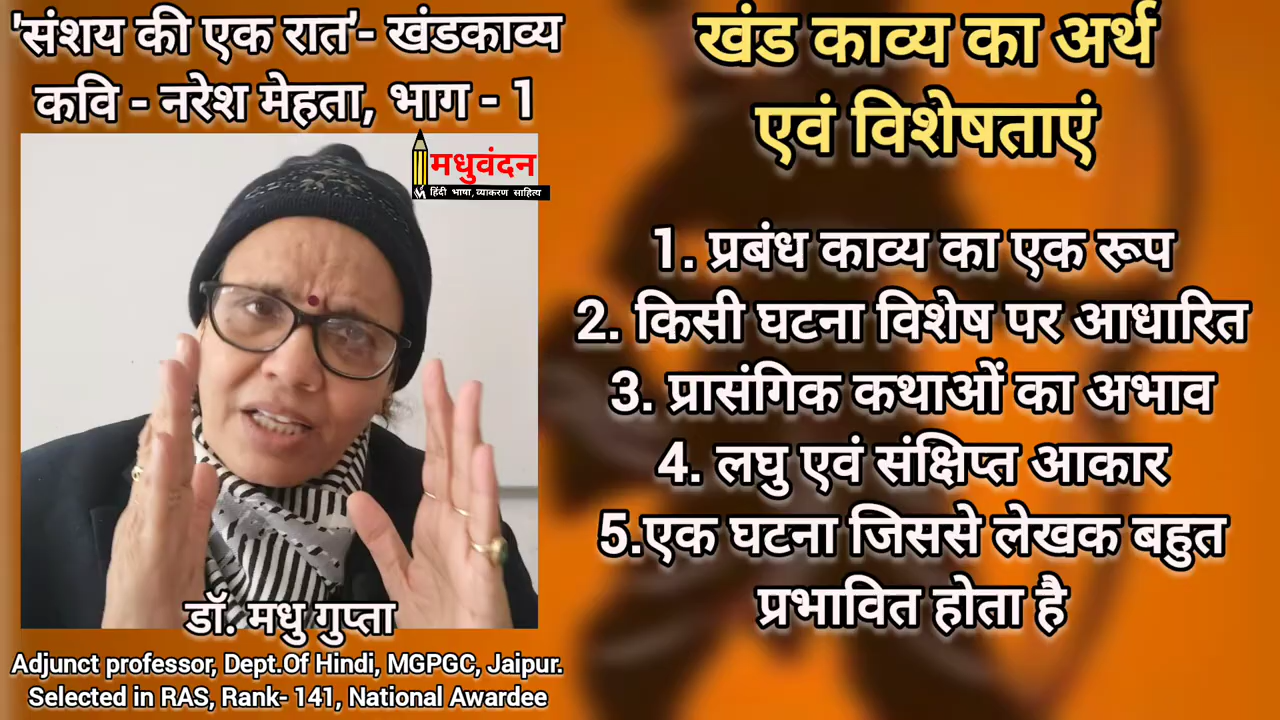 'संशय की एक रात'- खंडकाव्य
कवि - नरेश मेहता, भाग - 1
मधुवंदन
हिंदी भाषा, व्याकरण साहित्य
डॉ. मधु गुप्ता
Adjunct professor, Dept.Of Hindi, MGPGC, Jaipur.
Selected in RAS, Rank- 141, National Awardee
खंड काव्य का अर्थ
एवं विशेषताएं
1. प्रबंध काव्य का एक रूप
2. किसी घटना विशेष पर आधारित
3. प्रासंगिक कथाओं का अभाव
4. लघु एवं संक्षिप्त आकार
5.एक घटना जिससे लेखक बहुत
प्रभावित होता है